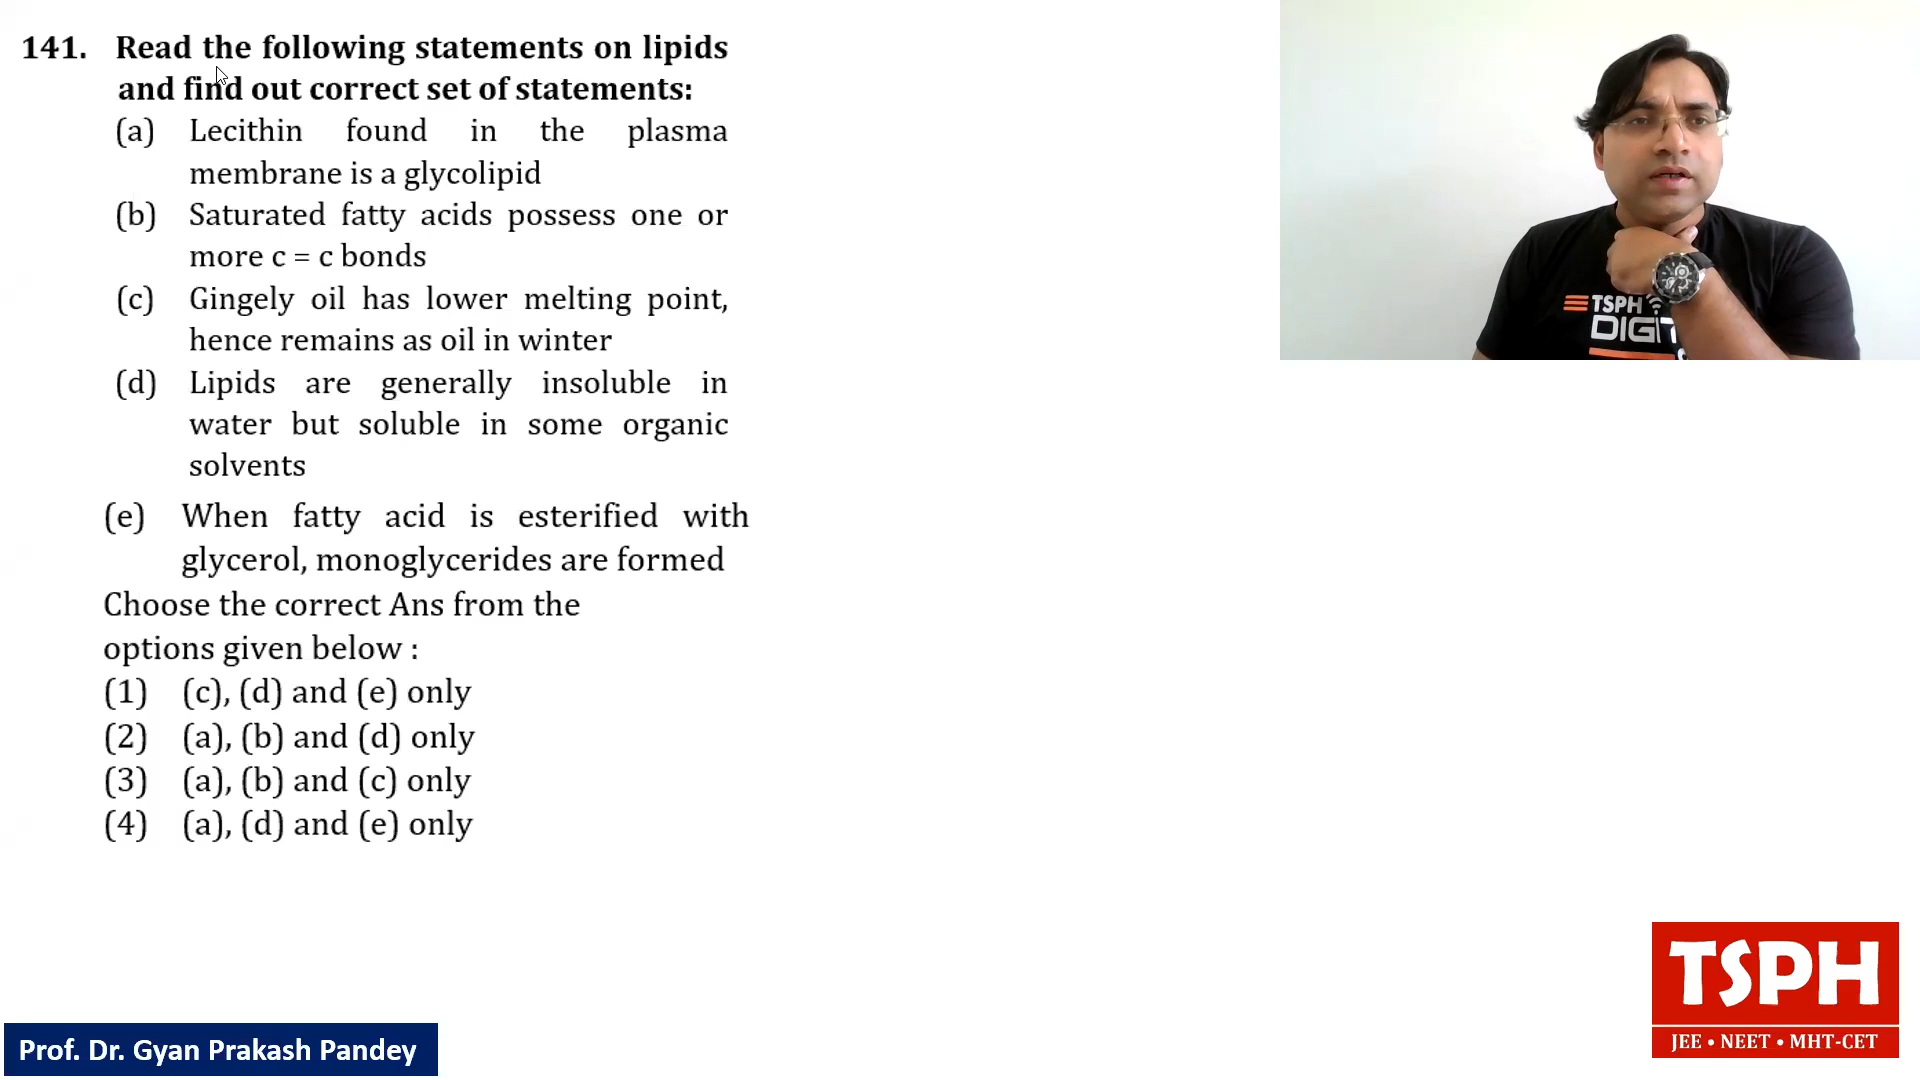 141. Read the following statements on lipids
and find out correct set of statements:
(a) Lecithin found in the plasma
membrane is a glycolipid
(b) Saturated fatty acids possess one or
more c = c bonds
(c) Gingely oil has lower melting point,
hence remains as oil in winter
(d) Lipids are generally insoluble in
water but soluble in some organic
solvents
(e) When fatty acid is esterified with
glycerol, monoglycerides are formed
Choose the correct Ans from the
options given below :
(1) (c), (d) and (e) only
(2) (a), (b) and (d) only
(3) (a), (b) and (c) only
(4) (a), (d) and (e) only
TSPH
TSPH
JEE • NEET • MHT-CET
Prof. Dr. Gyan Prakash Pandey